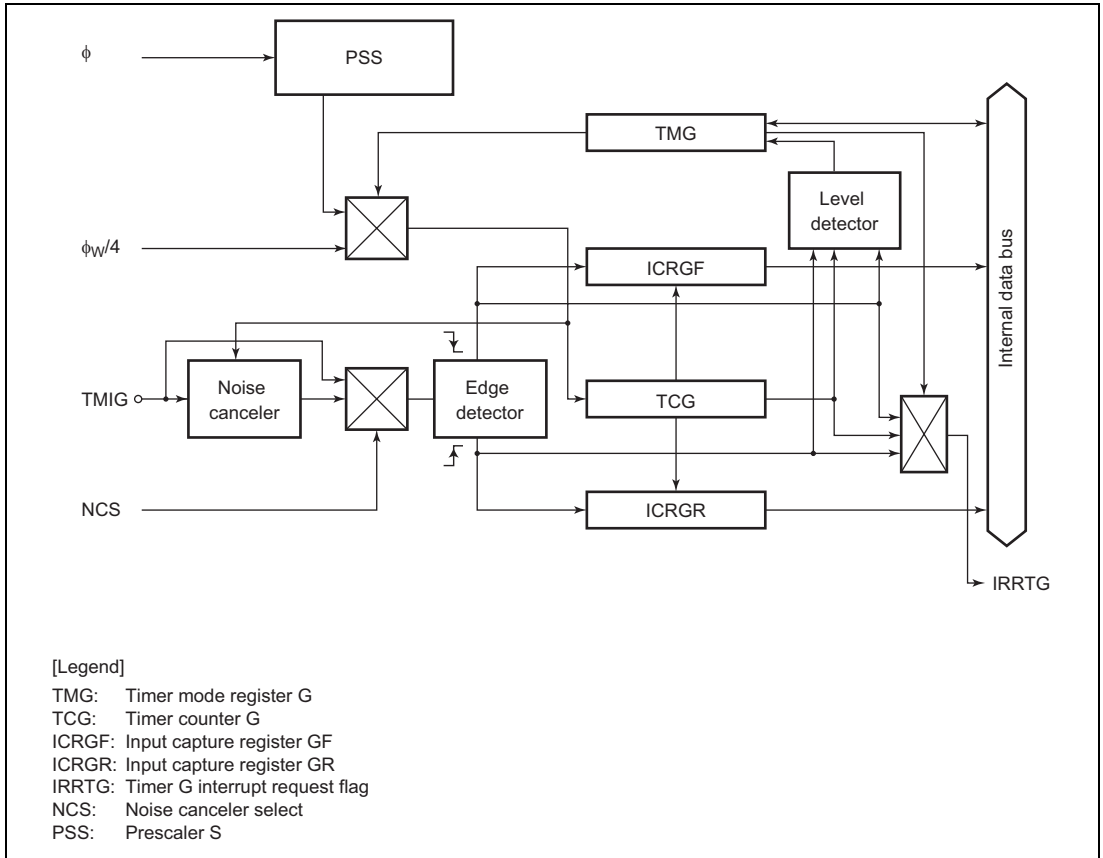 ϕ
PSS
TMG
Level
detector
ϕW/4
ICRGF
Internal data bus
TMIG
Noise
canceler
Edge
detector
TCG
NCS
ICRGR
IRRTG
[Legend]
TMG: Timer mode register G
TCG: Timer counter G
ICRGF: Input capture register GF
ICRGR: Input capture register GR
IRRTG: Timer G interrupt request flag
NCS: Noise canceler select
PSS: Prescaler S